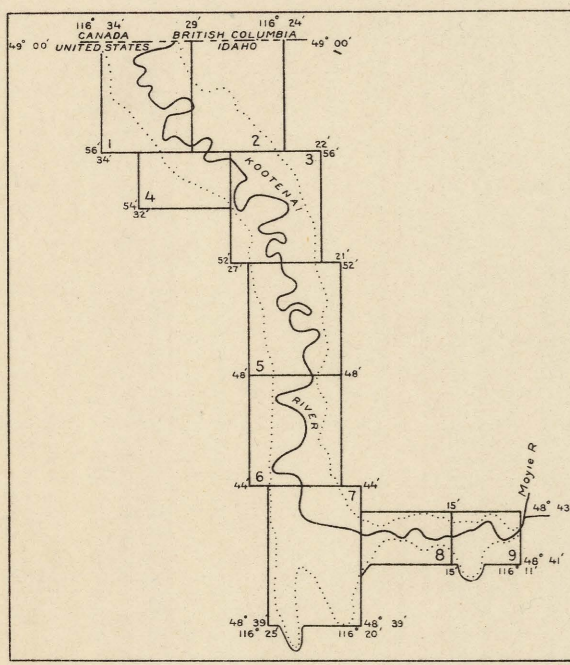 116° 34′ 29′ 116° 24′
CANADA BRITISH COLUMBIA
49° 00′ UNITED STATES IDAHO 49° 00′
1 2 22′
56′ 3 56′
34′
KOOTENAI
4
54′
32′
52′ 21′ 52′
27′
5
48′ 48′
RIVER
6
44′ 7 44′
Moyie R
15′ 48° 43
8 9 48° 41′
15′ 116° 11′
48° 39′ 48° 39′
116° 25′ 116° 20′